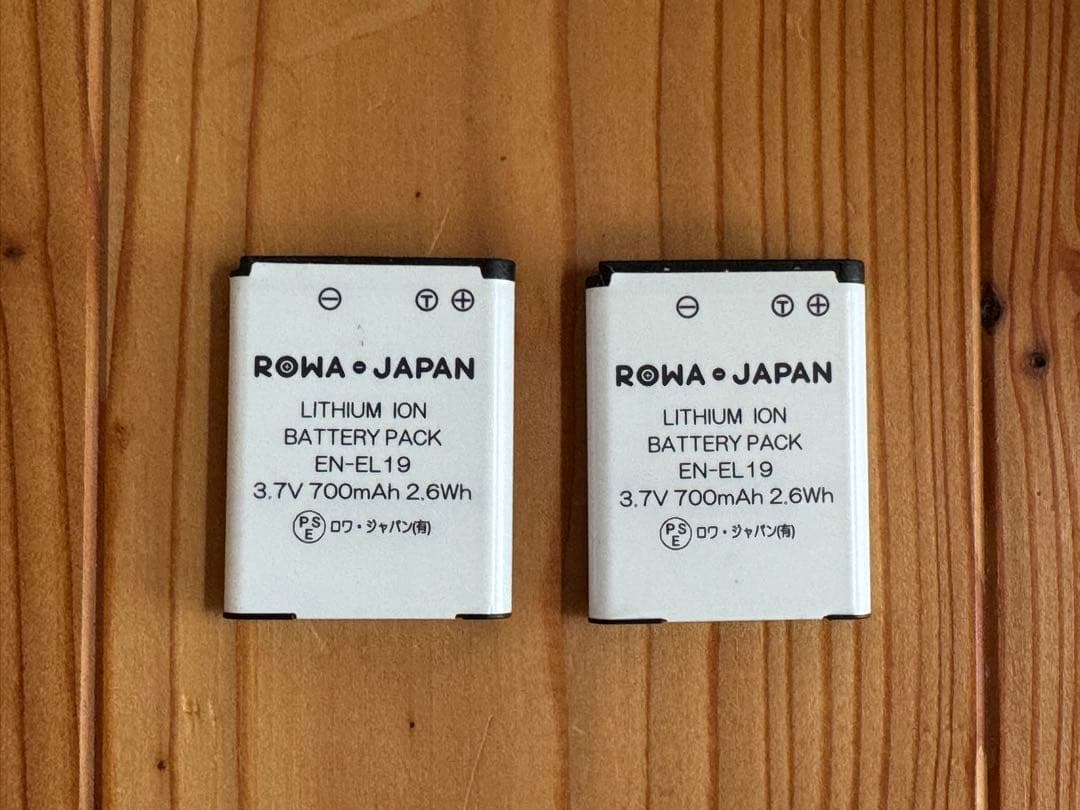 ⊖ Ⓣ ⊕
ROWA・JAPAN
LITHIUM ION
BATTERY PACK
EN-EL19
3.7V 700mAh 2.6Wh
PSE ロワ・ジャパン(有)
⊖ Ⓣ ⊕
ROWA・JAPAN
LITHIUM ION
BATTERY PACK
EN-EL19
3.7V 700mAh 2.6Wh
PSE ロワ・ジャパン(有)